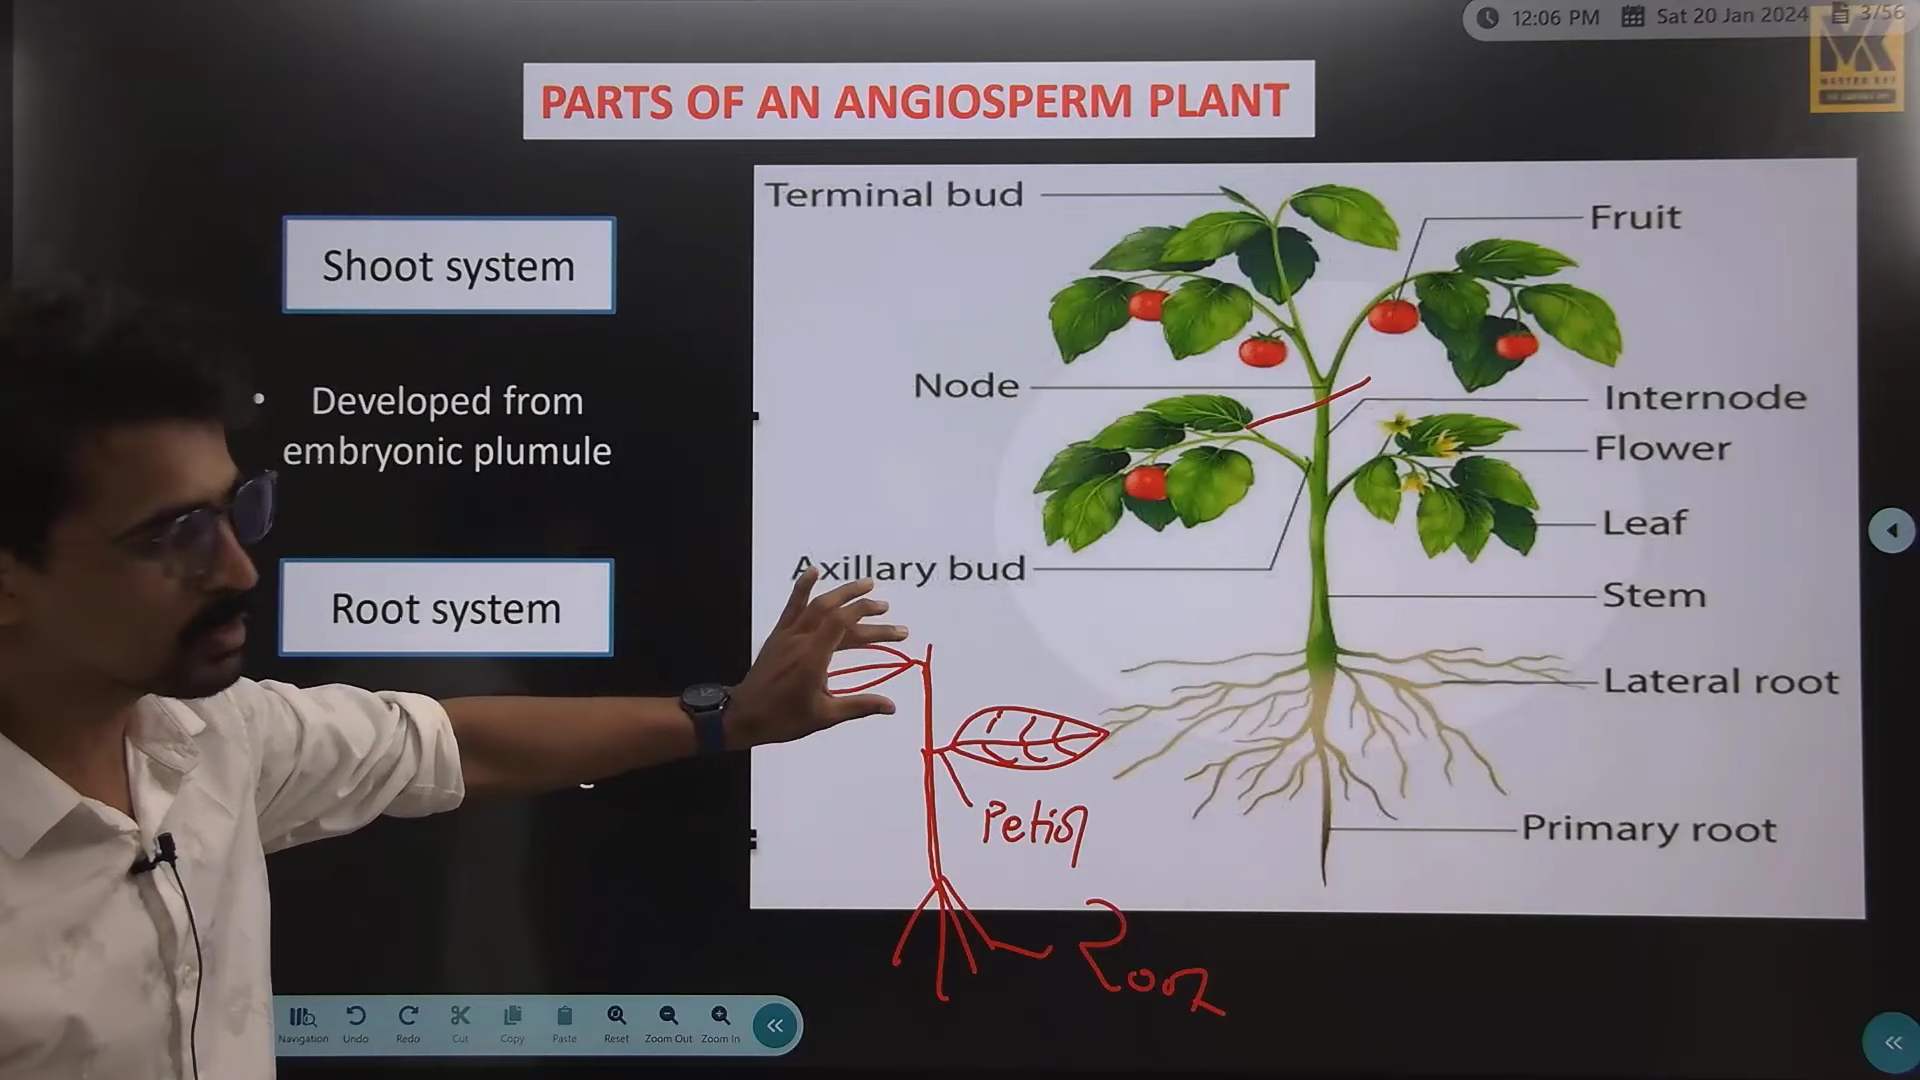 12:06 PM Sat 20 Jan 2024 3/56
MASTER KEY
PARTS OF AN ANGIOSPERM PLANT
Shoot system
• Developed from
embryonic plumule
Root system
Terminal bud
Fruit
Node
Internode
Flower
Leaf
Axillary bud
Stem
Lateral root
Primary root
Root
Navigation Undo Redo Cut Copy Paste Reset Zoom Out Zoom In